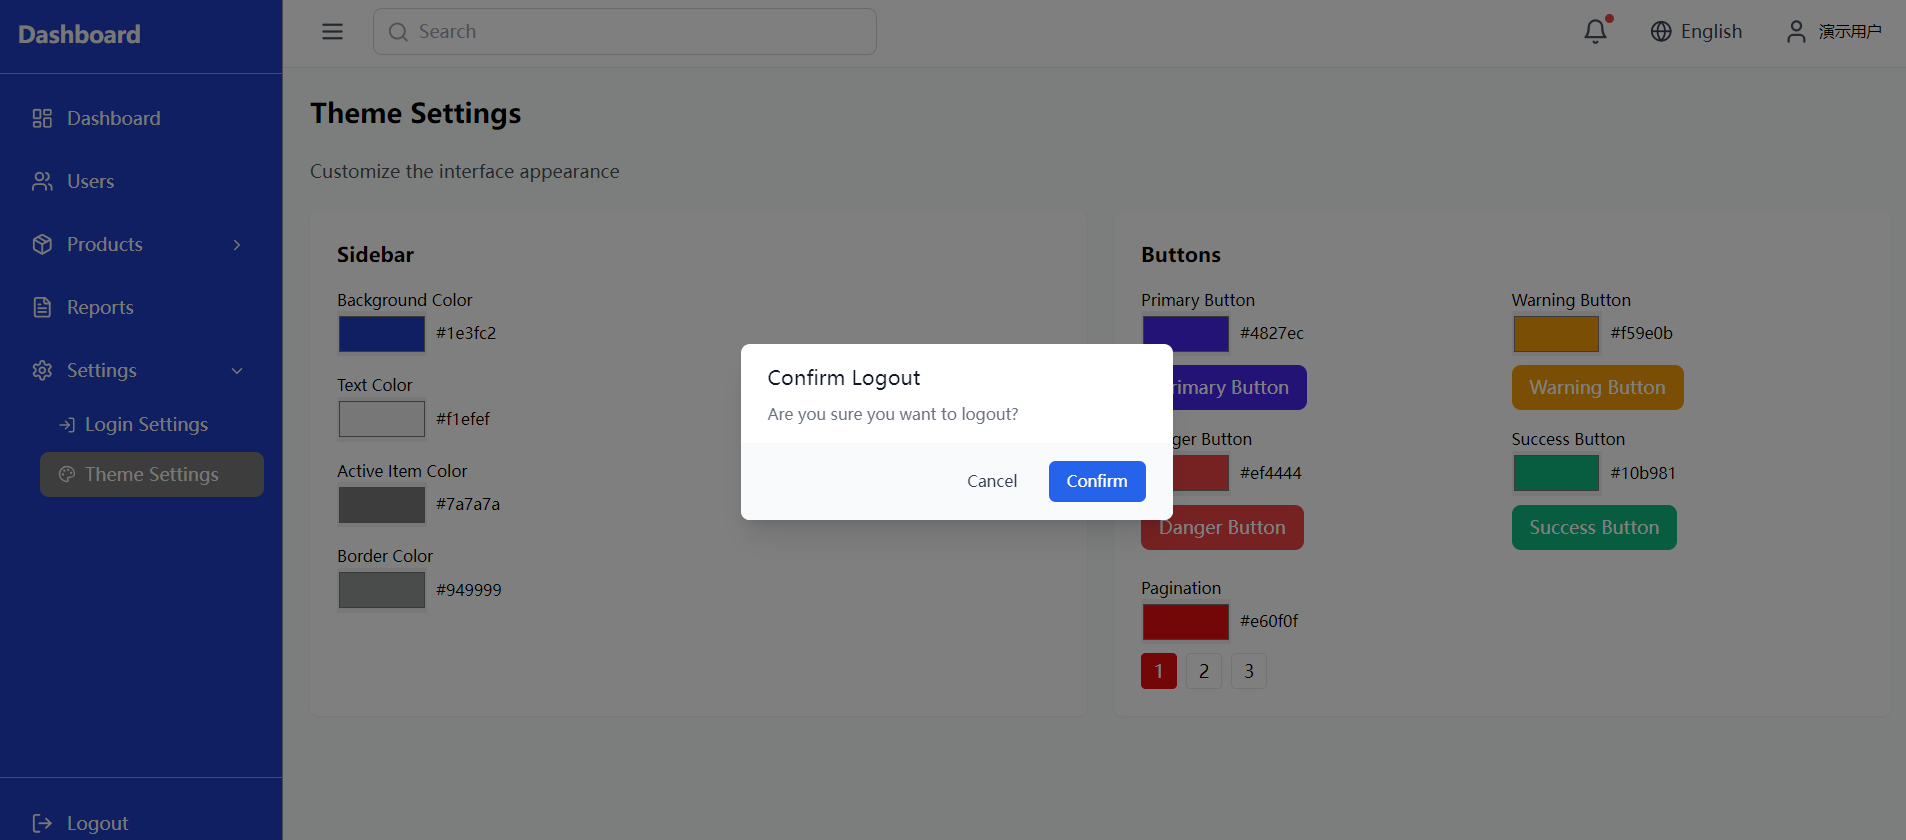 Dashboard
Search
English
演示用户
Dashboard
Users
Products
Reports
Settings
Login Settings
Theme Settings
Logout
Theme Settings
Customize the interface appearance
Sidebar
Background Color
#1e3fc2
Text Color
#f1efef
Active Item Color
#7a7a7a
Border Color
#949999
Buttons
Primary Button
#4827ec
rimary Button
Warning Button
#f59e0b
Warning Button
ger Button
#ef4444
Danger Button
Success Button
#10b981
Success Button
Pagination
#e60f0f
1 2 3
Confirm Logout
Are you sure you want to logout?
Cancel Confirm